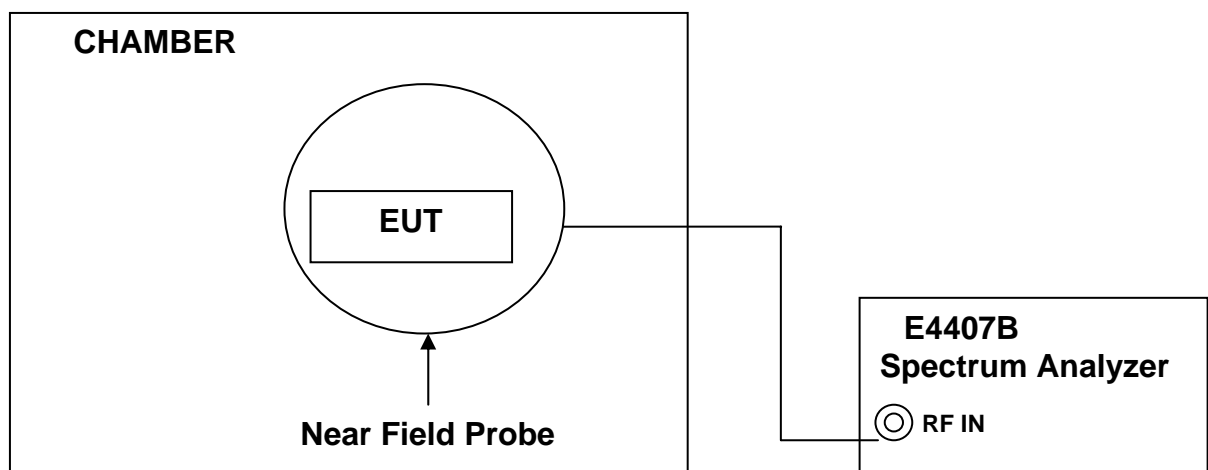 CHAMBER
EUT
Near Field Probe
E4407B
Spectrum Analyzer
RF IN